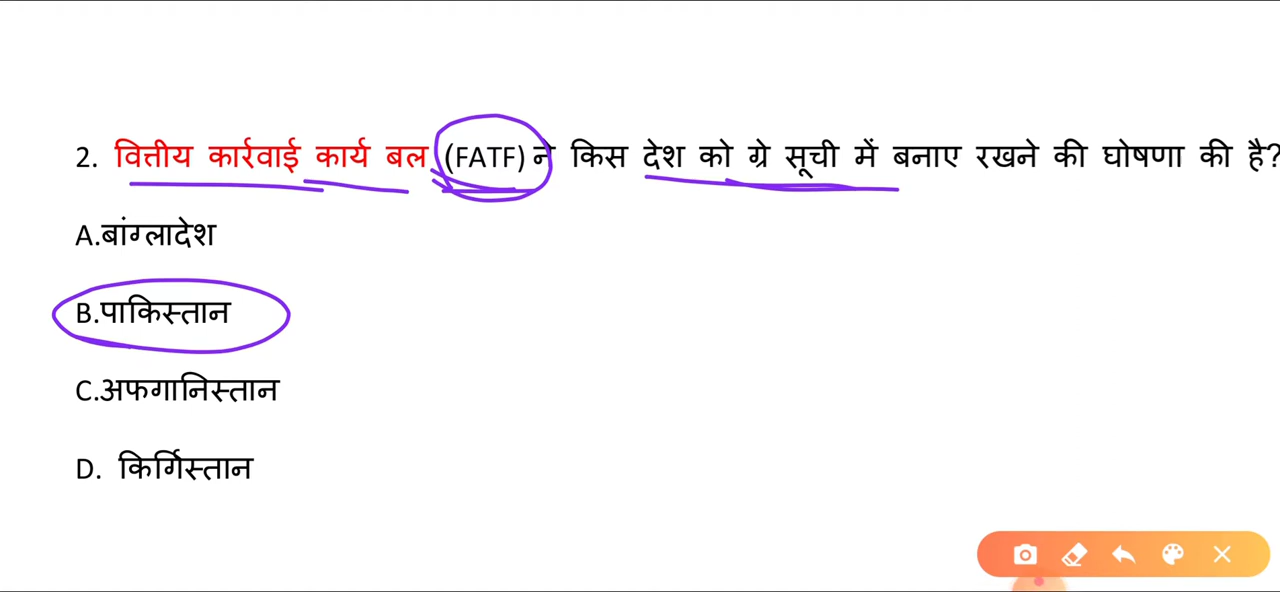 2. वित्तीय कार्रवाई कार्य बल (FATF) ने किस देश को ग्रे सूची में बनाए रखने की घोषणा की है?
A.बांग्लादेश
B.पाकिस्तान
C.अफगानिस्तान
D. किर्गिस्तान